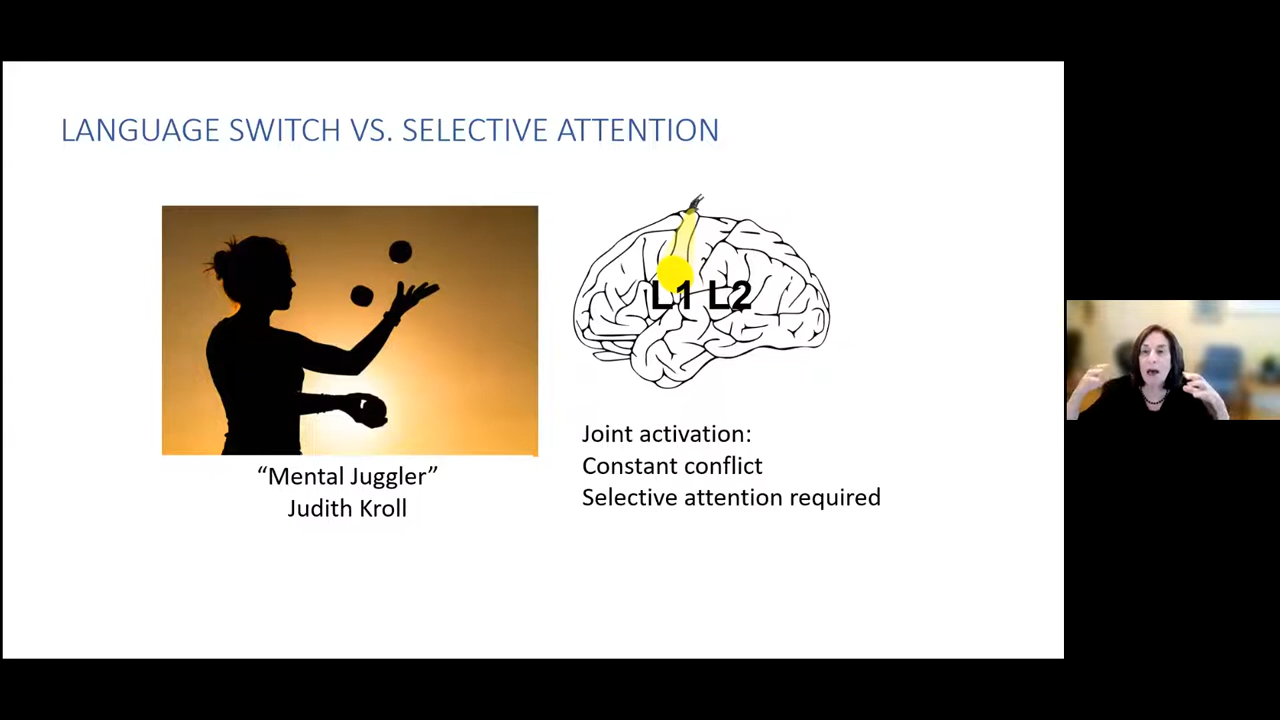 LANGUAGE SWITCH VS. SELECTIVE ATTENTION
L1 L2
“Mental Juggler”
Judith Kroll
Joint activation:
Constant conflict
Selective attention required